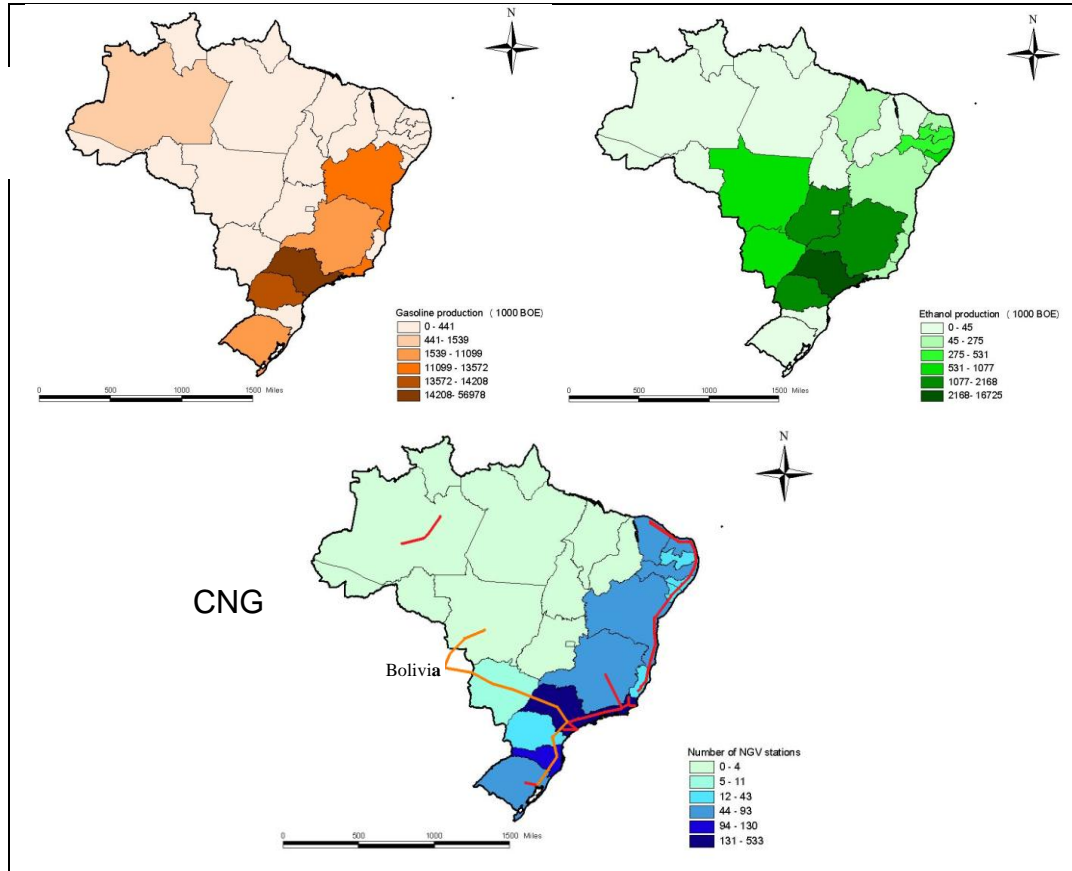 N
N
Gasoline production ( 1000 BOE)
0 - 441
441- 1539
1539 - 11099
11099 - 13572
13572 - 14208
14208- 56978
0 500 1000 1500 Miles
Ethanol production ( 1000 BOE)
0 - 45
45 - 275
275 - 531
531 - 1077
1077- 2168
2168- 16725
0 500 1000 1500 Miles
N
CNG
Bolivia
Number of NGV stations
0 - 4
5 - 11
12 - 43
44 - 93
94 - 130
131 - 533
0 500 1000 1500 Miles